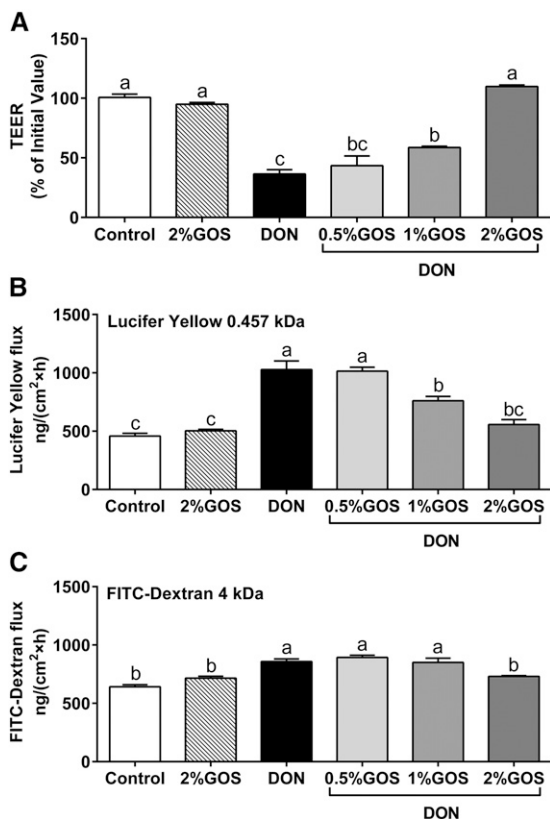 A
TEER
(% of Initial Value)
150
100
50
0
a
a
c
bc
b
a
Control
2%GOS
DON
0.5%GOS
1%GOS
2%GOS
DON
B
Lucifer Yellow 0.457 kDa
Lucifer Yellow flux
ng/(cm²×h)
1500
1000
500
0
c
c
a
a
b
bc
Control
2%GOS
DON
0.5%GOS
1%GOS
2%GOS
DON
C
FITC-Dextran 4 kDa
FITC-Dextran flux
ng/(cm²×h)
1500
1000
500
0
b
b
a
a
a
b
Control
2%GOS
DON
0.5%GOS
1%GOS
2%GOS
DON